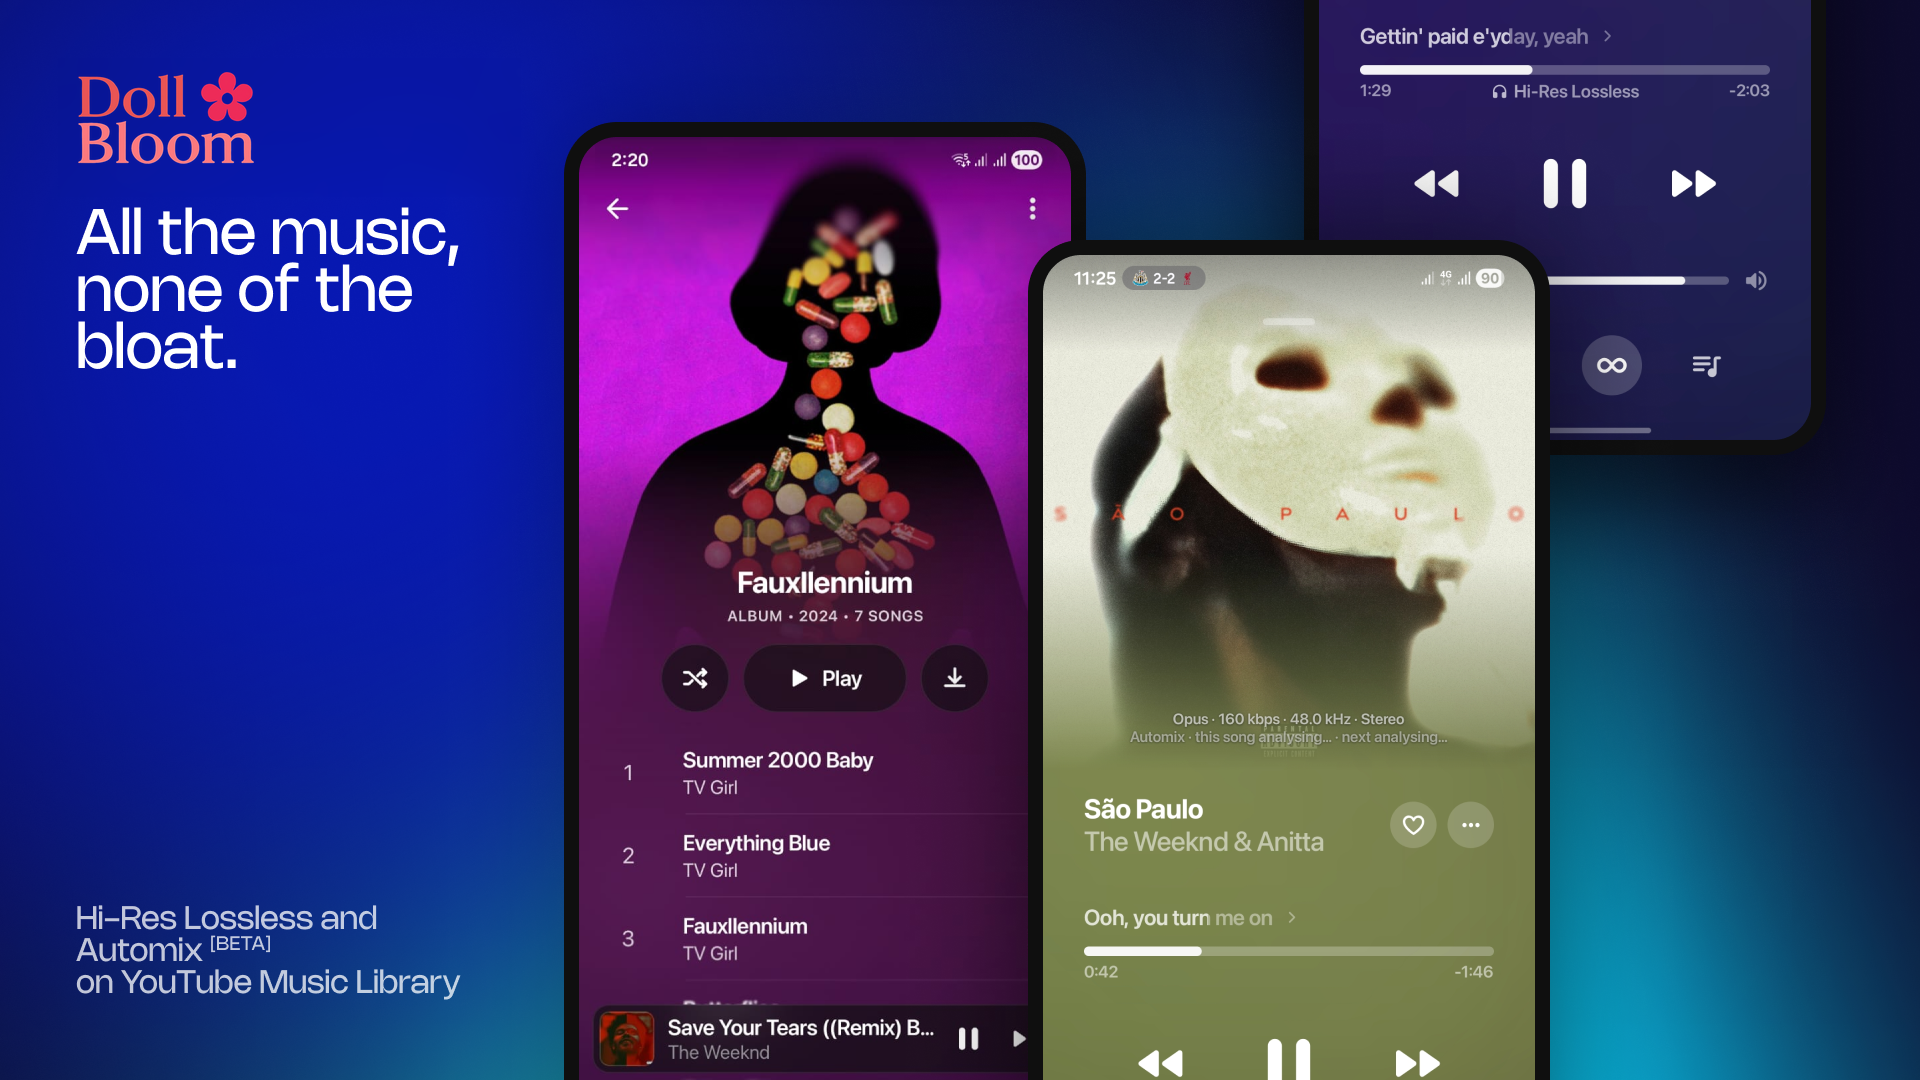 Doll
Bloom
All the music,
none of the
bloat.
Hi-Res Lossless and
Automix [BETA]
on YouTube Music Library
2:20
100
Fauxllennium
ALBUM • 2024 • 7 SONGS
Play
1
Summer 2000 Baby
TV Girl
2
Everything Blue
TV Girl
3
Fauxllennium
TV Girl
Save Your Tears ((Remix) B...
The Weeknd
11:25
2-2
4G
90
SÃO PAULO
Opus · 160 kbps · 48.0 kHz · Stereo
Automix · this song analysing... · next analysing...
São Paulo
The Weeknd & Anitta
Ooh, you turn me on
0:42
-1:46
Gettin' paid e'yday, yeah
1:29
Hi-Res Lossless
-2:03